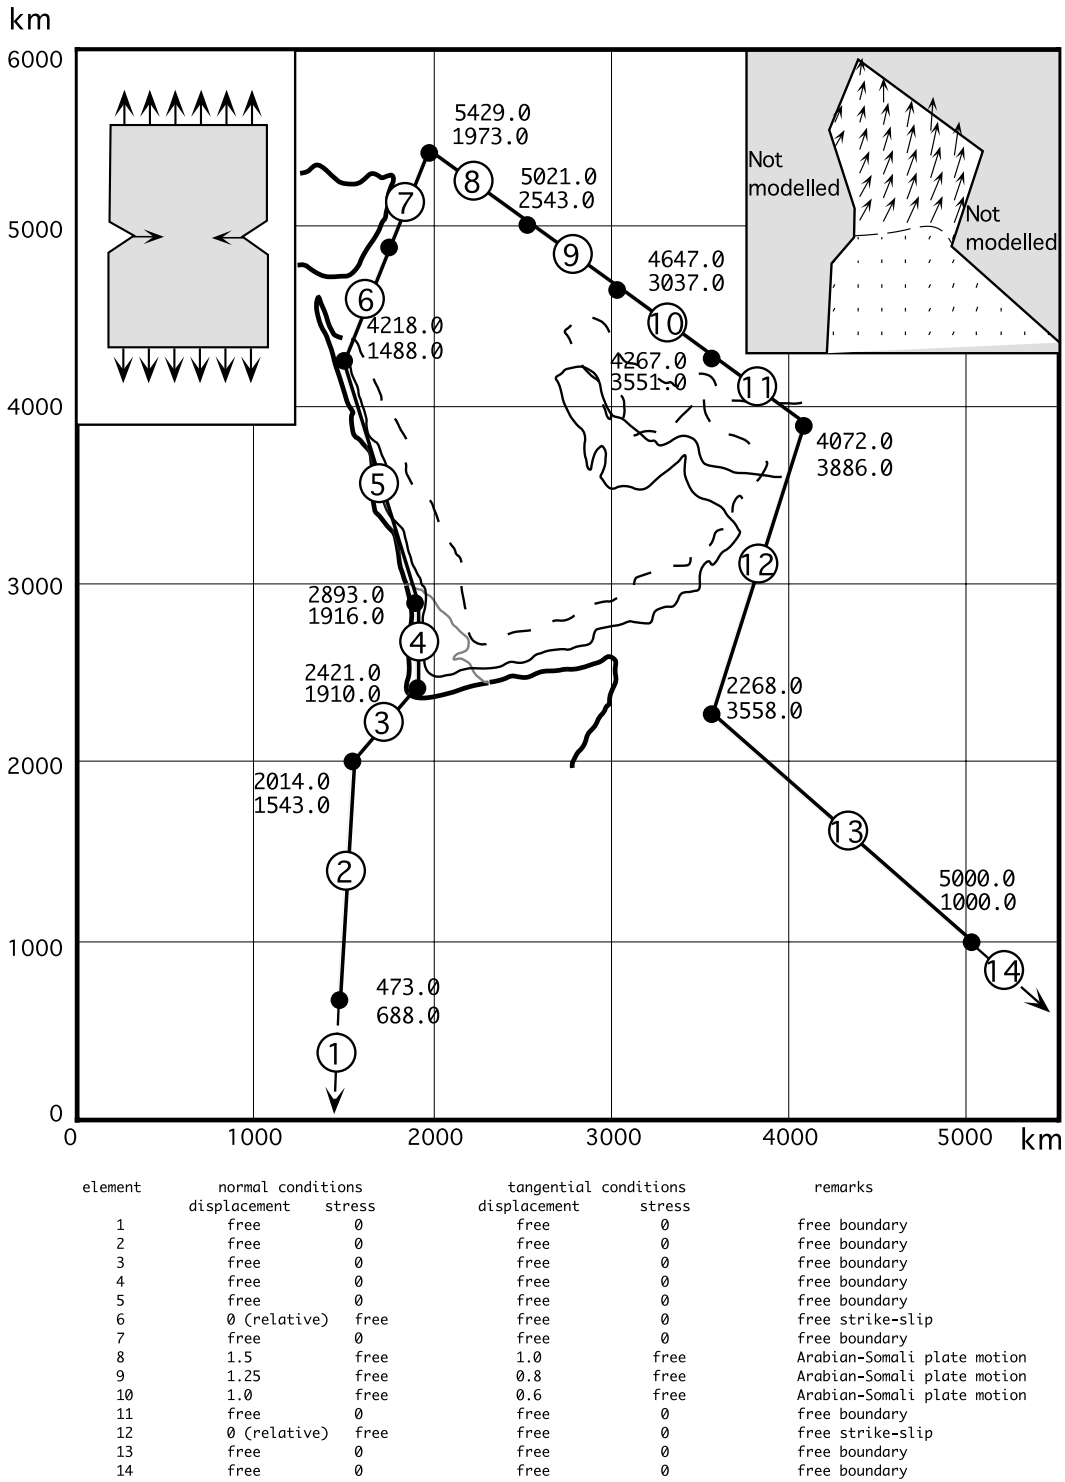 km
6000
5000
4000
3000
2000
1000
0
0
1000
2000
3000
4000
5000
km
Not
modelled
Not
modelled
5429.0
1973.0
8
5021.0
2543.0
7
9
4647.0
3037.0
6
10
4218.0
1488.0
4267.0
3551.0
11
4072.0
3886.0
5
12
2893.0
1916.0
4
2421.0
1910.0
3
2268.0
3558.0
2014.0
1543.0
13
2
5000.0
1000.0
14
473.0
688.0
1
element normal conditions tangential conditions remarks
displacement stress displacement stress
1 free 0 free 0 free boundary
2 free 0 free 0 free boundary
3 free 0 free 0 free boundary
4 free 0 free 0 free boundary
5 free 0 free 0 free boundary
6 0 (relative) free free 0 free strike-slip
7 free 0 free 0 free boundary
8 1.5 free 1.0 free Arabian-Somali plate motion
9 1.25 free 0.8 free Arabian-Somali plate motion
10 1.0 free 0.6 free Arabian-Somali plate motion
11 free 0 free 0 free boundary
12 0 (relative) free free 0 free strike-slip
13 free 0 free 0 free boundary
14 free 0 free 0 free boundary